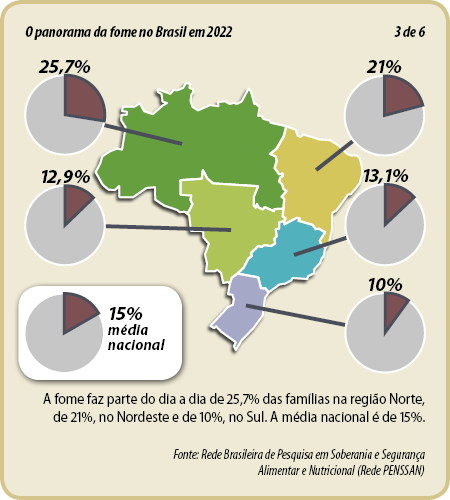 O panorama da fome no Brasil em 2022
3 de 6
25,7%
21%
12,9%
13,1%
15%
média
nacional
10%
A fome faz parte do dia a dia de 25,7% das famílias na região Norte,
de 21%, no Nordeste e de 10%, no Sul. A média nacional é de 15%.
Fonte: Rede Brasileira de Pesquisa em Soberania e Segurança
Alimentar e Nutricional (Rede PENSSAN)